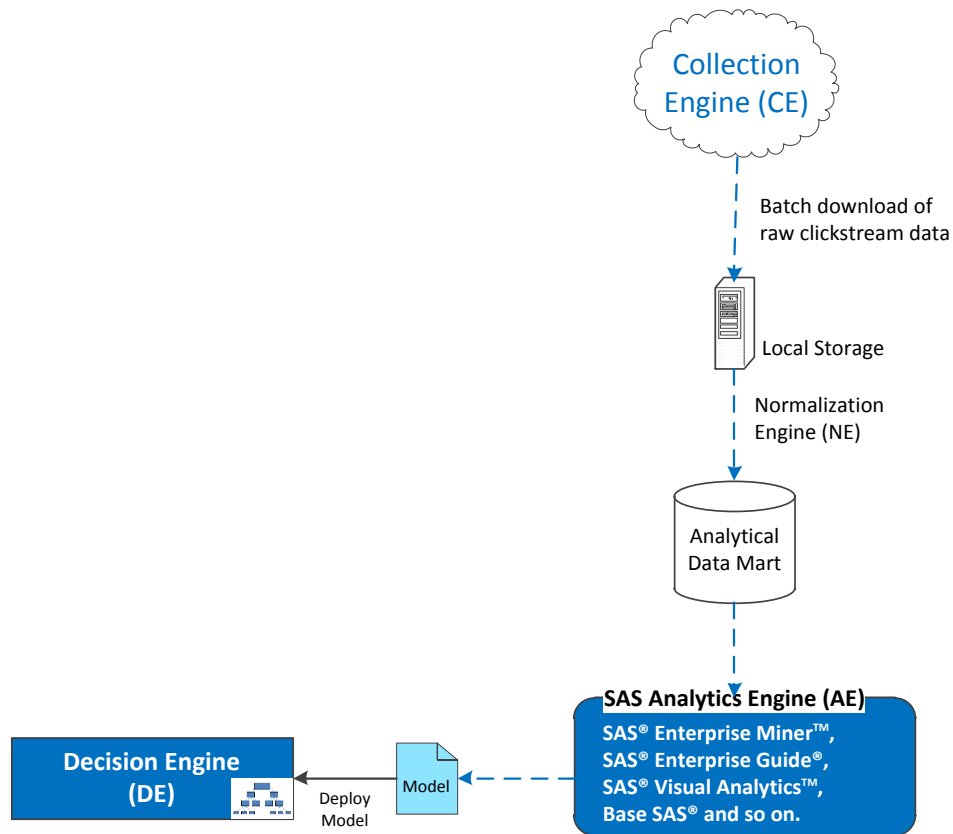 Collection
Engine (CE)
Batch download of
raw clickstream data
Local Storage
Normalization
Engine (NE)
Analytical
Data Mart
SAS Analytics Engine (AE)
SAS® Enterprise Miner™,
SAS® Enterprise Guide®,
SAS® Visual Analytics™,
Base SAS® and so on.
Model
Deploy
Model
Decision Engine
(DE)